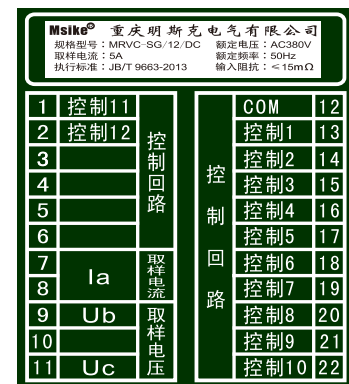 Msike® 重庆明斯克电气有限公司
规格型号：MRVC-SG/12/DC 额定电压：AC380V
取样电流：5A 额定频率：50Hz
执行标准：JB/T 9663-2013 输入阻抗：≤15mΩ
1 控制11
2 控制12
3
4
5
6
控制回路
7
8
Ia
取样电流
9 Ub
10
11 Uc
取样电压
控制回路
COM 12
控制1 13
控制2 14
控制3 15
控制4 16
控制5 17
控制6 18
控制7 19
控制8 20
控制9 21
控制10 22